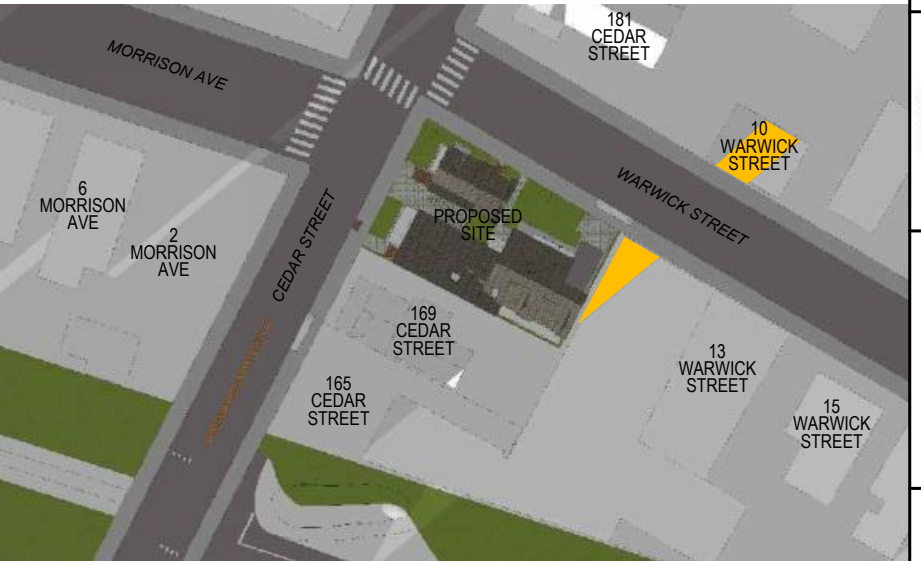 181
CEDAR
STREET
MORRISON AVE
10
WARWICK
STREET
WARWICK STREET
6
MORRISON
AVE
2
MORRISON
AVE
CEDAR STREET
PROPOSED
SITE
169
CEDAR
STREET
165
CEDAR
STREET
13
WARWICK
STREET
15
WARWICK
STREET